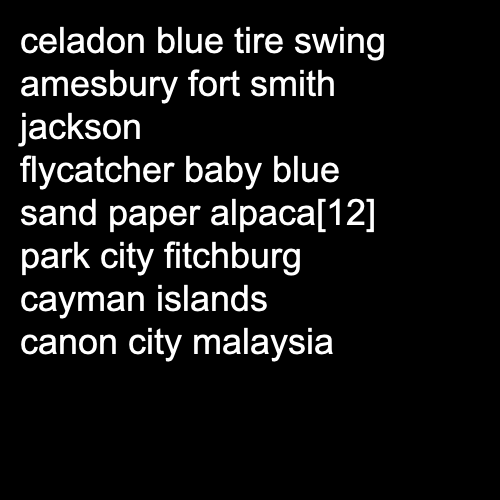 celadon blue tire swing
amesbury fort smith
jackson
flycatcher baby blue
sand paper alpaca[12]
park city fitchburg
cayman islands
canon city malaysia